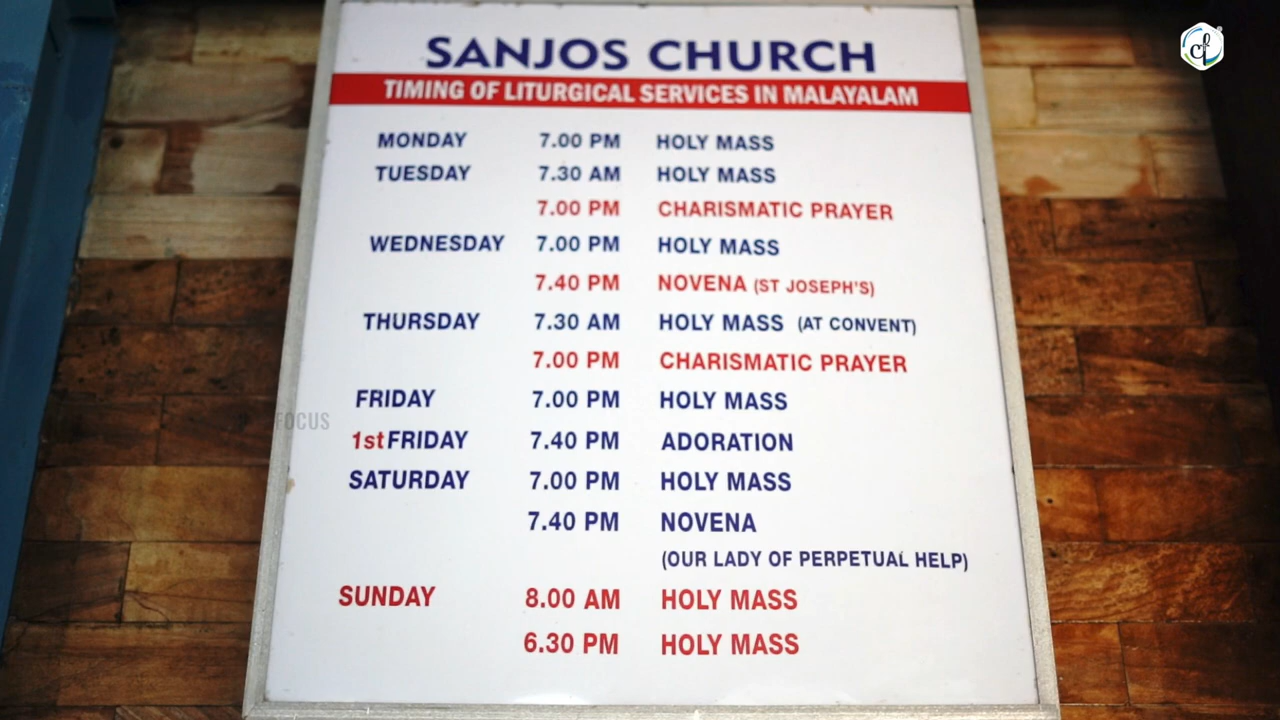 SANJOS CHURCH
TIMING OF LITURGICAL SERVICES IN MALAYALAM
MONDAY 7.00 PM HOLY MASS
TUESDAY 7.30 AM HOLY MASS
7.00 PM CHARISMATIC PRAYER
WEDNESDAY 7.00 PM HOLY MASS
7.40 PM NOVENA (ST JOSEPH'S)
THURSDAY 7.30 AM HOLY MASS (AT CONVENT)
7.00 PM CHARISMATIC PRAYER
FRIDAY 7.00 PM HOLY MASS
1st FRIDAY 7.40 PM ADORATION
SATURDAY 7.00 PM HOLY MASS
7.40 PM NOVENA
(OUR LADY OF PERPETUAL HELP)
SUNDAY 8.00 AM HOLY MASS
6.30 PM HOLY MASS
FOCUS
cf